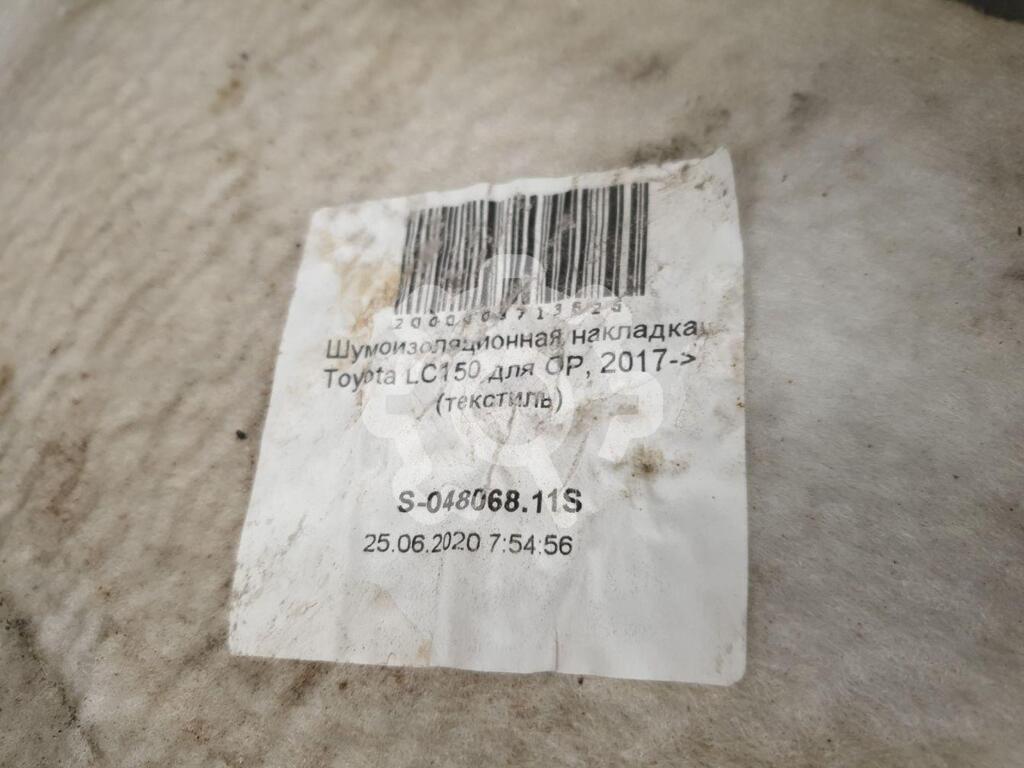 Шумоизоляционная накладка
Toyota LC150 для ОР, 2017->
(текстиль)
S-048068.11S
25.06.2020 7:54:56